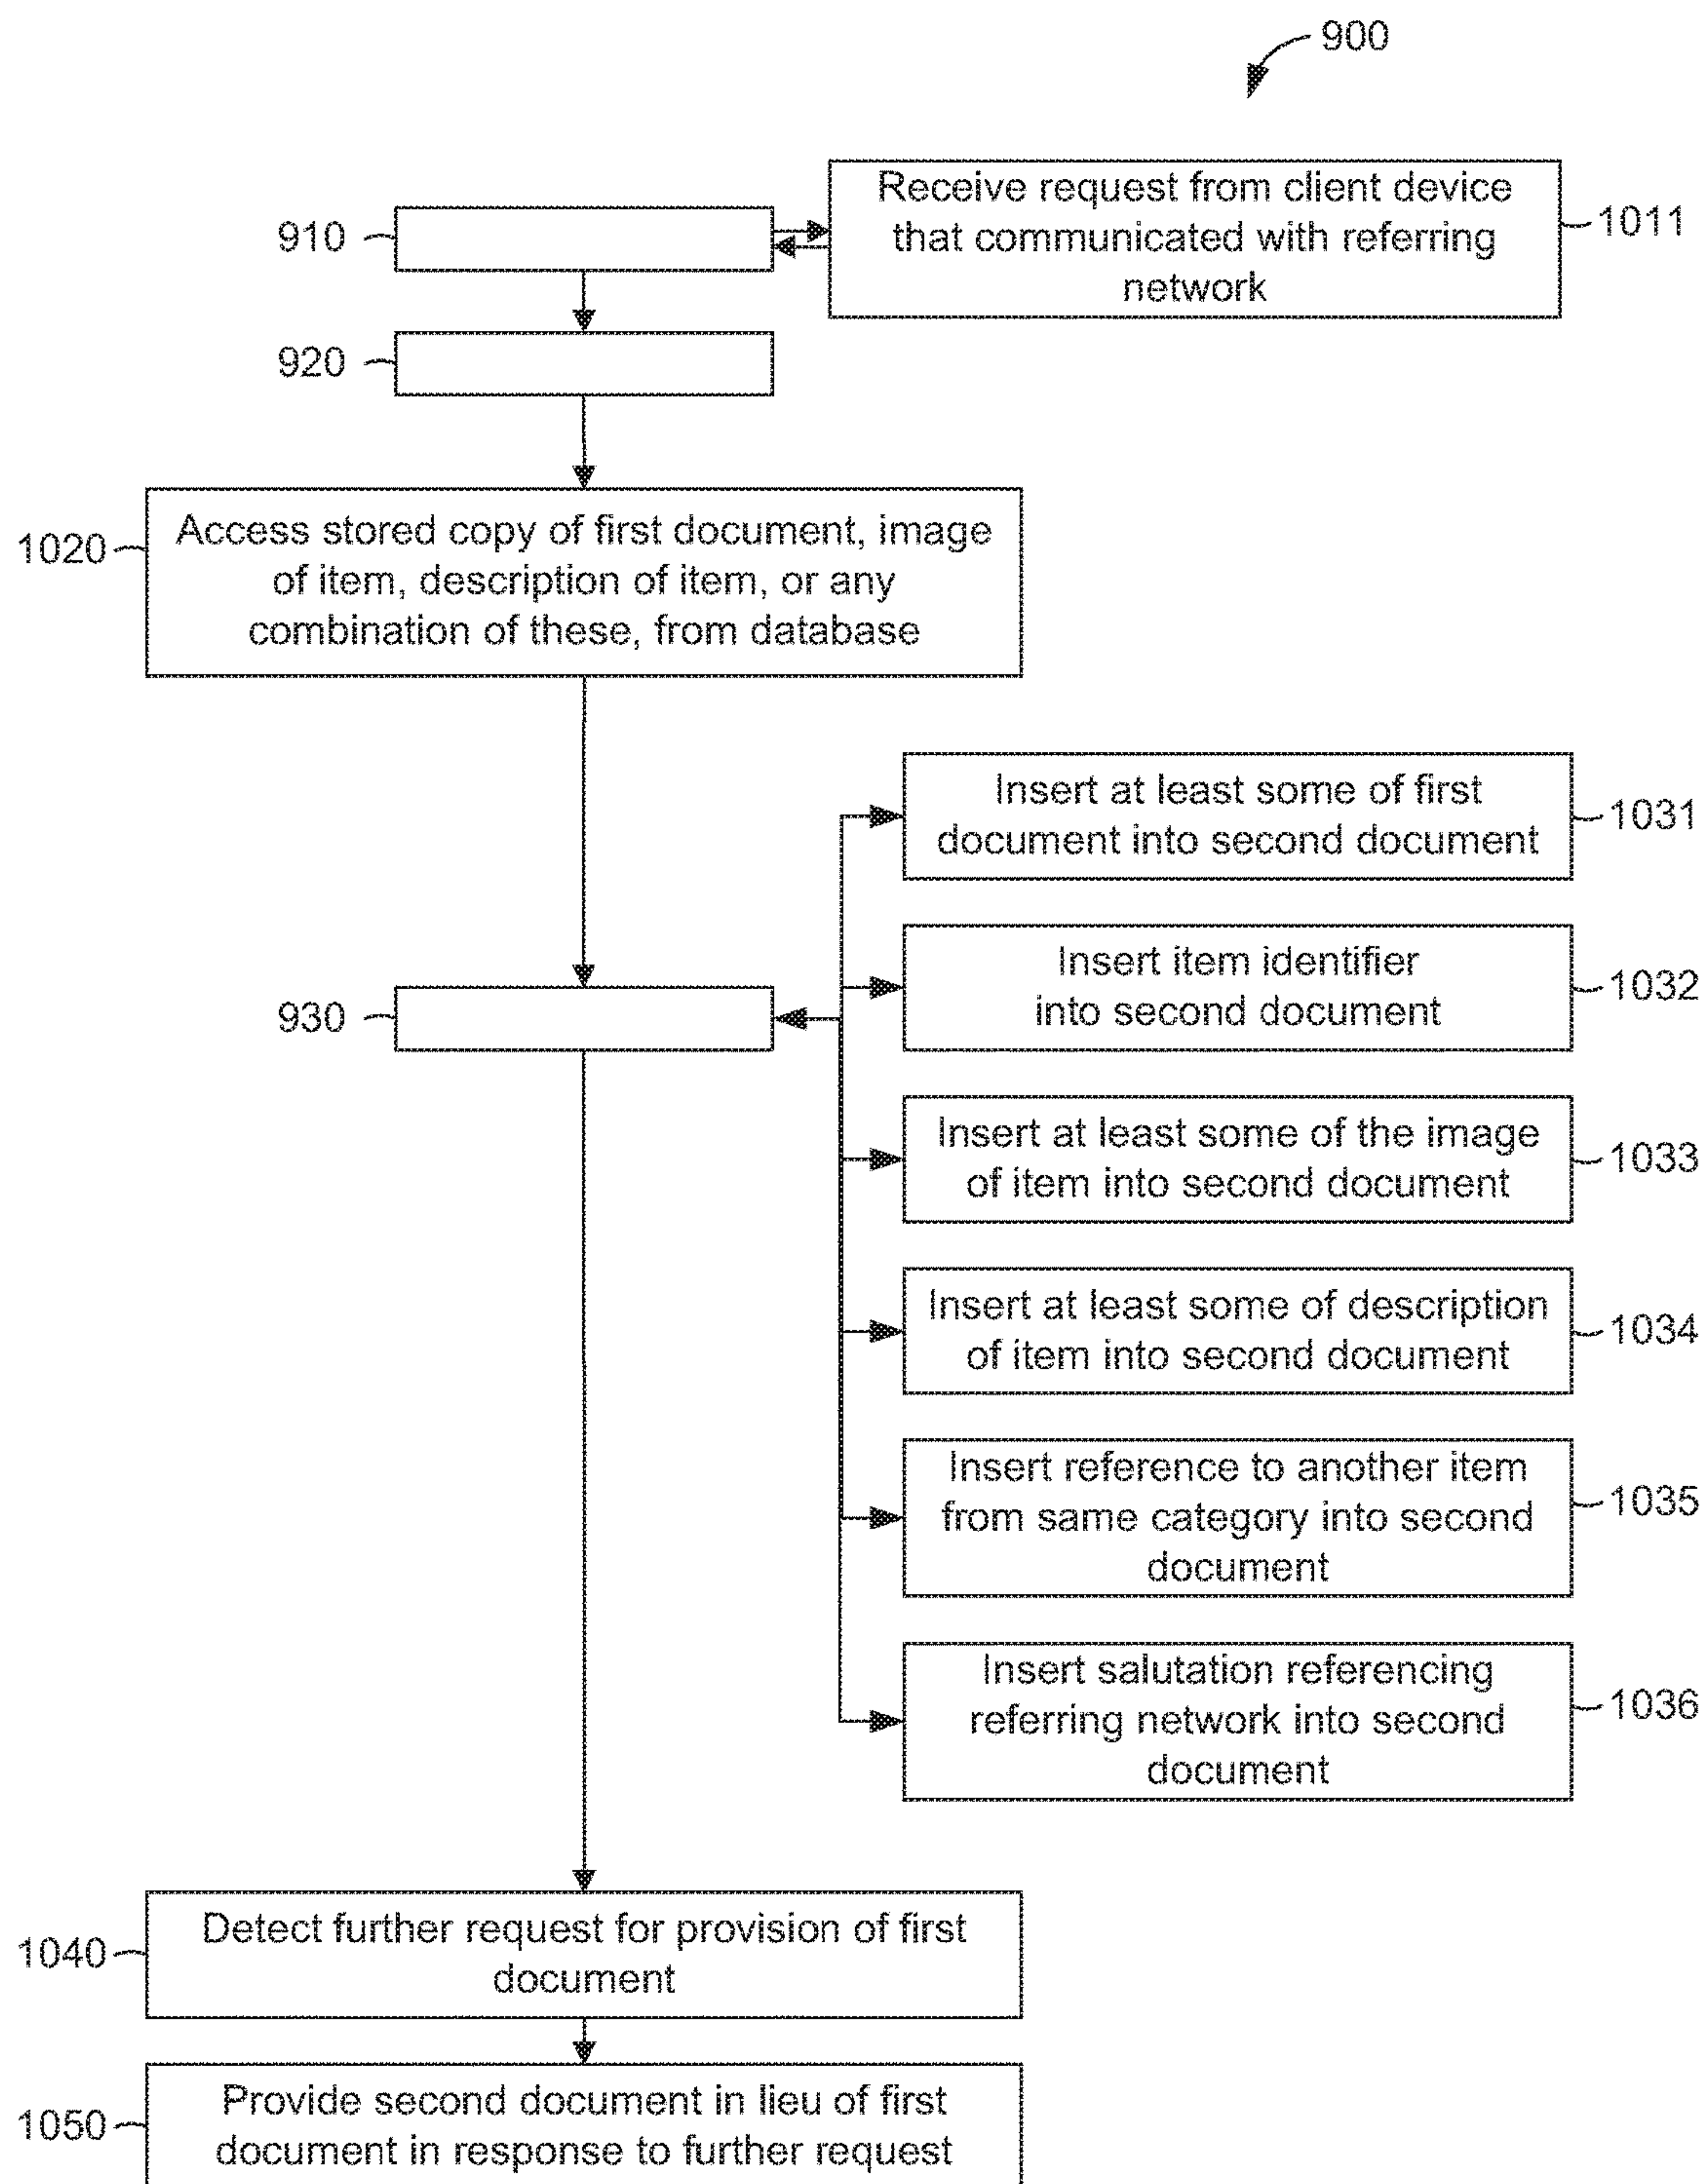 900
910
Receive request from client device
that communicated with referring
network
1011
920
1020
Access stored copy of first document, image
of item, description of item, or any
combination of these, from database
Insert at least some of first
document into second document
1031
Insert item identifier
into second document
1032
930
Insert at least some of the image
of item into second document
1033
Insert at least some of description
of item into second document
1034
Insert reference to another item
from same category into second
document
1035
Insert salutation referencing
referring network into second
document
1036
1040
Detect further request for provision of first
document
1050
Provide second document in lieu of first
document in response to further request